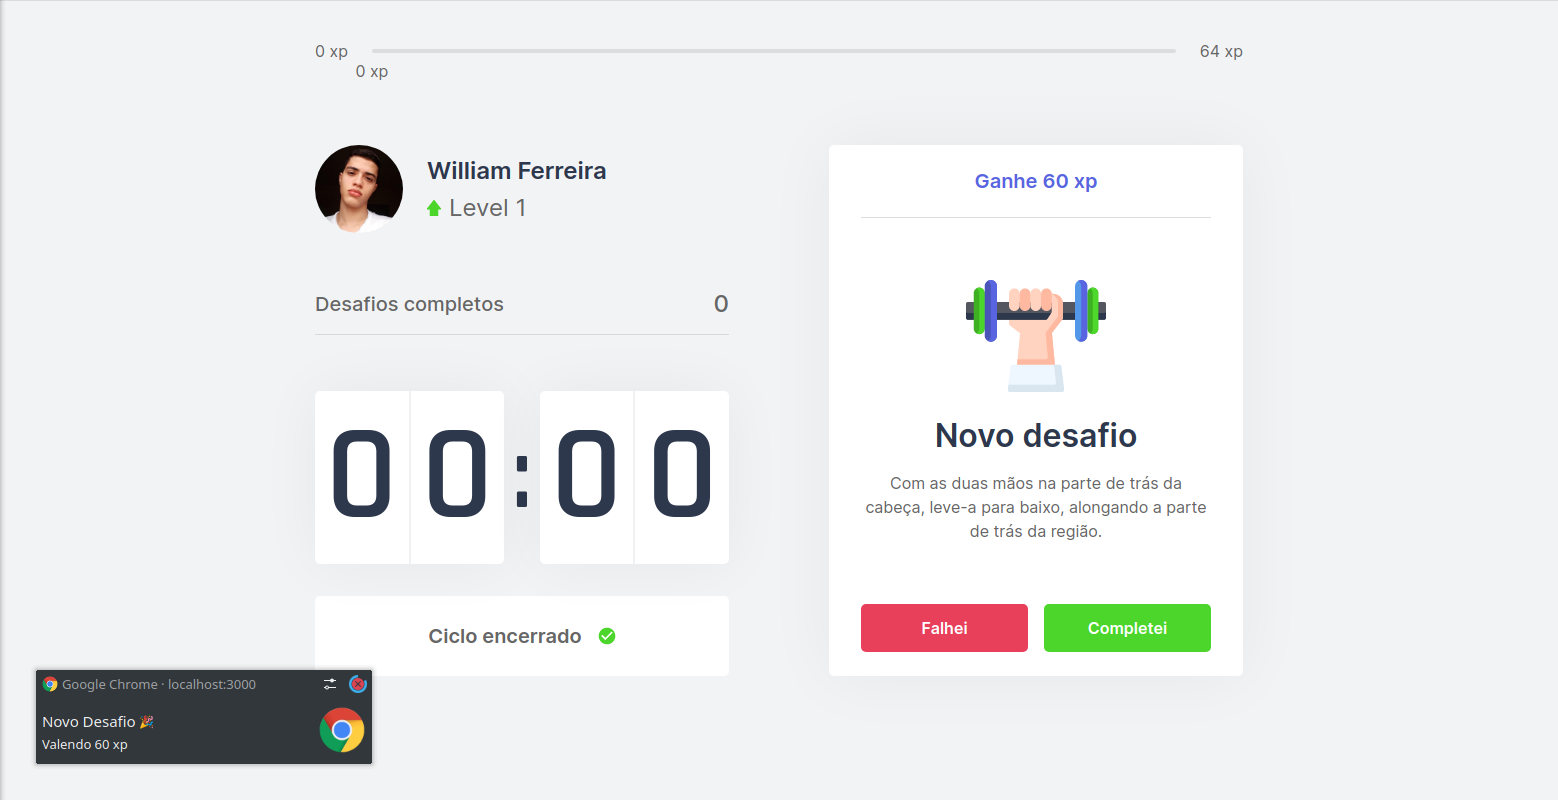 0 xp
64 xp
0 xp
William Ferreira
Level 1
Desafios completos 0
00:00
Ciclo encerrado
Ganhe 60 xp
Novo desafio
Com as duas mãos na parte de trás da
cabeça, leve-a para baixo, alongando a parte
de trás da região.
Falhei
Completei
Google Chrome · localhost:3000
Novo Desafio 🎉
Valendo 60 xp